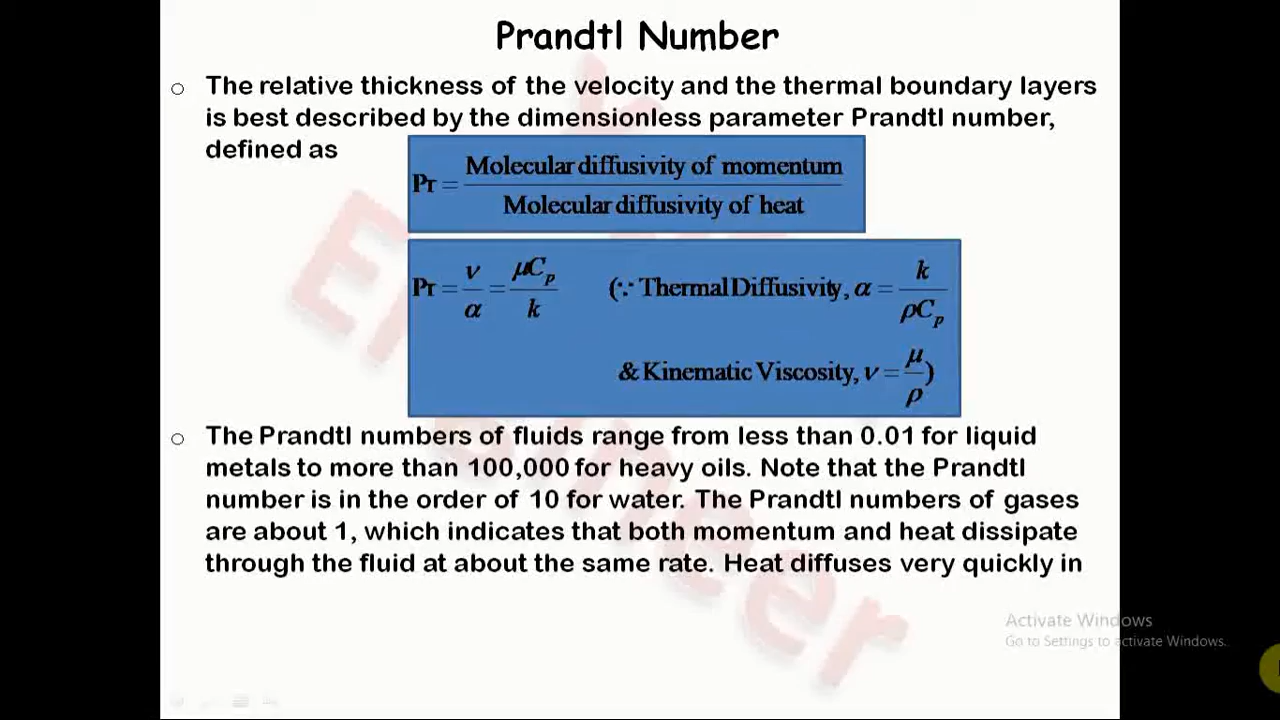 Prandtl Number
o The relative thickness of the velocity and the thermal boundary layers
is best described by the dimensionless parameter Prandtl number,
defined as
Pr = Molecular diffusivity of momentum / Molecular diffusivity of heat
Pr = ν/α = μCp/k (∵ Thermal Diffusivity, α = k/ρCp
& Kinematic Viscosity, ν = μ/ρ)
o The Prandtl numbers of fluids range from less than 0.01 for liquid
metals to more than 100,000 for heavy oils. Note that the Prandtl
number is in the order of 10 for water. The Prandtl numbers of gases
are about 1, which indicates that both momentum and heat dissipate
through the fluid at about the same rate. Heat diffuses very quickly in
Activate Windows
Go to Settings to activate Windows.